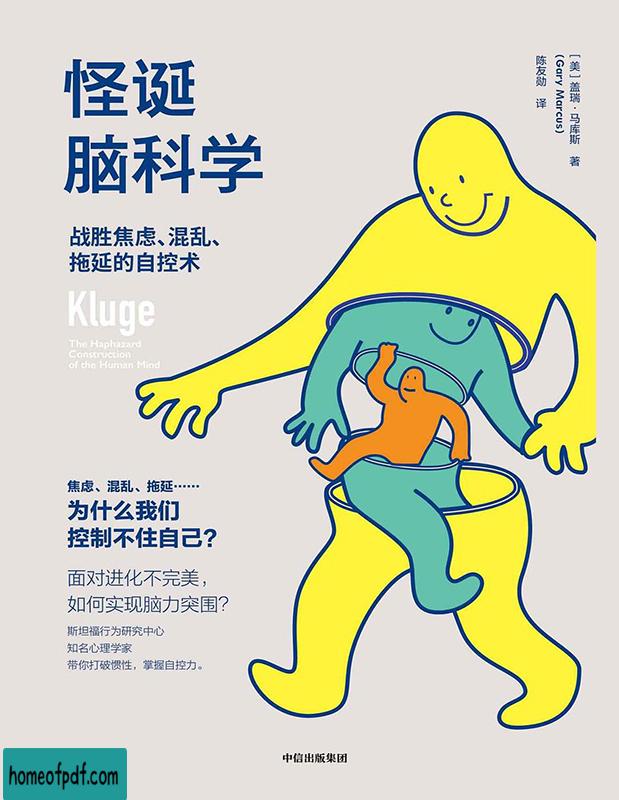 怪诞
脑科学
战胜焦虑、混乱、
拖延的自控术
Kluge
The Haphazard
Construction
of the Human Mind
[美]盖瑞·马库斯 著
(Gary Marcus)
陈友勋 译
焦虑、混乱、拖延……
为什么我们
控制不住自己?
面对进化不完美，
如何实现脑力突围?
斯坦福行为研究中心
知名心理学家
带你打破惯性，掌握自控力。
中信出版集团
homeofpdf.com